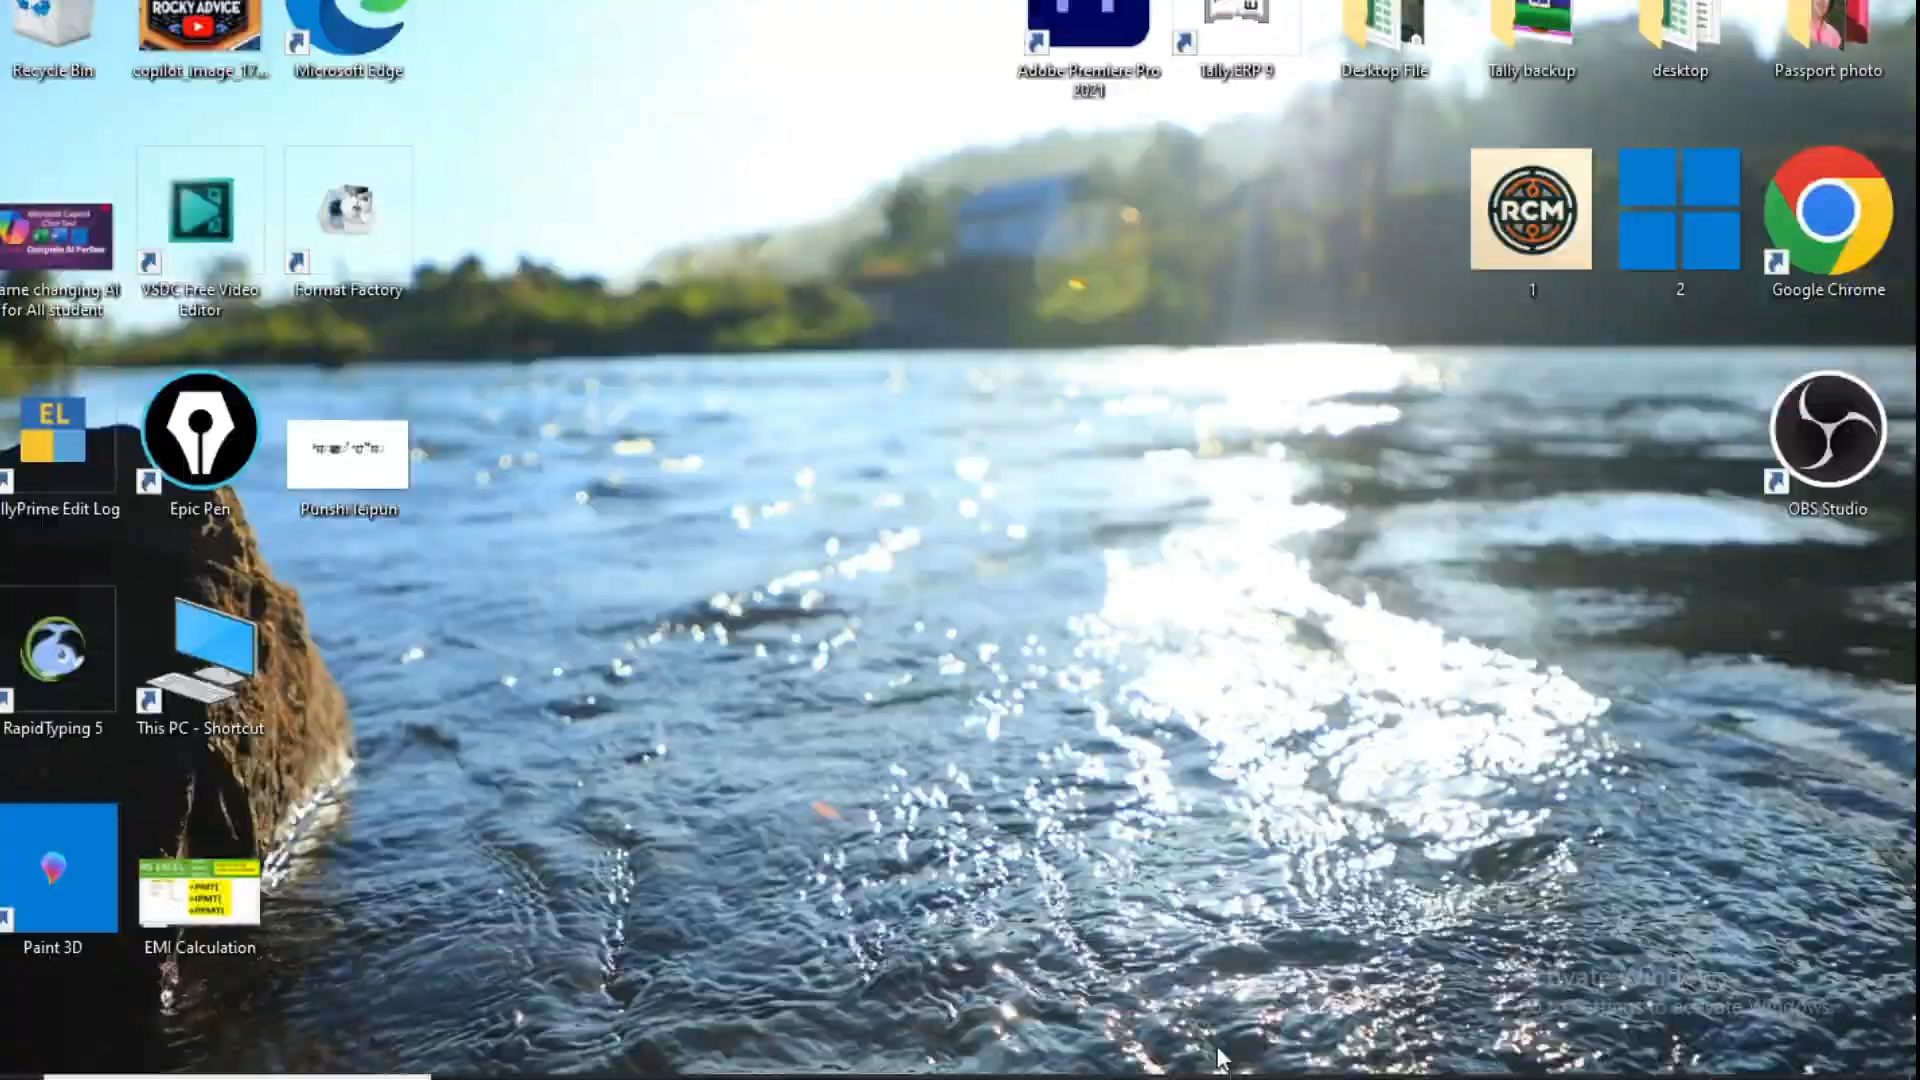 ROCKY ADVICE
Recycle Bin
copilot_image_17...
Microsoft Edge
Adobe Premiere Pro
2021
Tally.ERP 9
Desktop File
Tally backup
desktop
Passport photo
ame changing AI
for All student
VSDC Free Video
Editor
Format Factory
RCM
1
2
Google Chrome
EL
llyPrime Edit Log
Epic Pen
Punshi leipun
OBS Studio
RapidTyping 5
This PC - Shortcut
Paint 3D
EMI Calculation